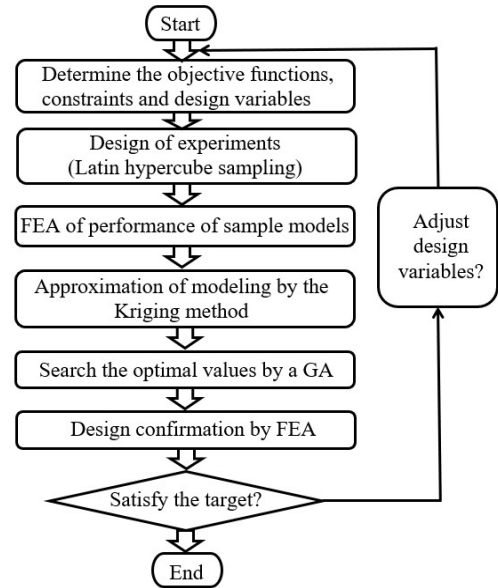 Start
Determine the objective functions,
constraints and design variables
Design of experiments
(Latin hypercube sampling)
FEA of performance of sample models
Approximation of modeling by the
Kriging method
Search the optimal values by a GA
Design confirmation by FEA
Satisfy the target?
End
Adjust
design
variables?